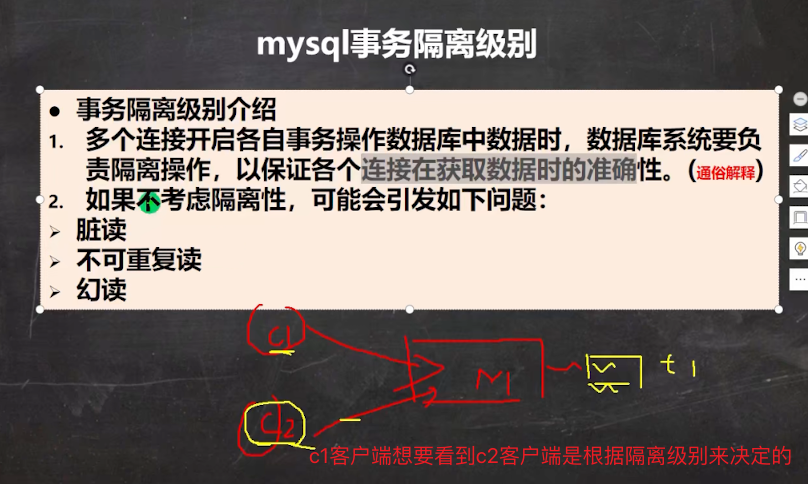 mysql事务隔离级别
● 事务隔离级别介绍
1. 多个连接开启各自事务操作数据库中数据时，数据库系统要负
责隔离操作，以保证各个连接在获取数据时的准确性。(通俗解释)
2. 如果不考虑隔离性，可能会引发如下问题：
➢ 脏读
➢ 不可重复读
➢ 幻读
c1
t1
c2
c1客户端想要看到c2客户端是根据隔离级别来决定的